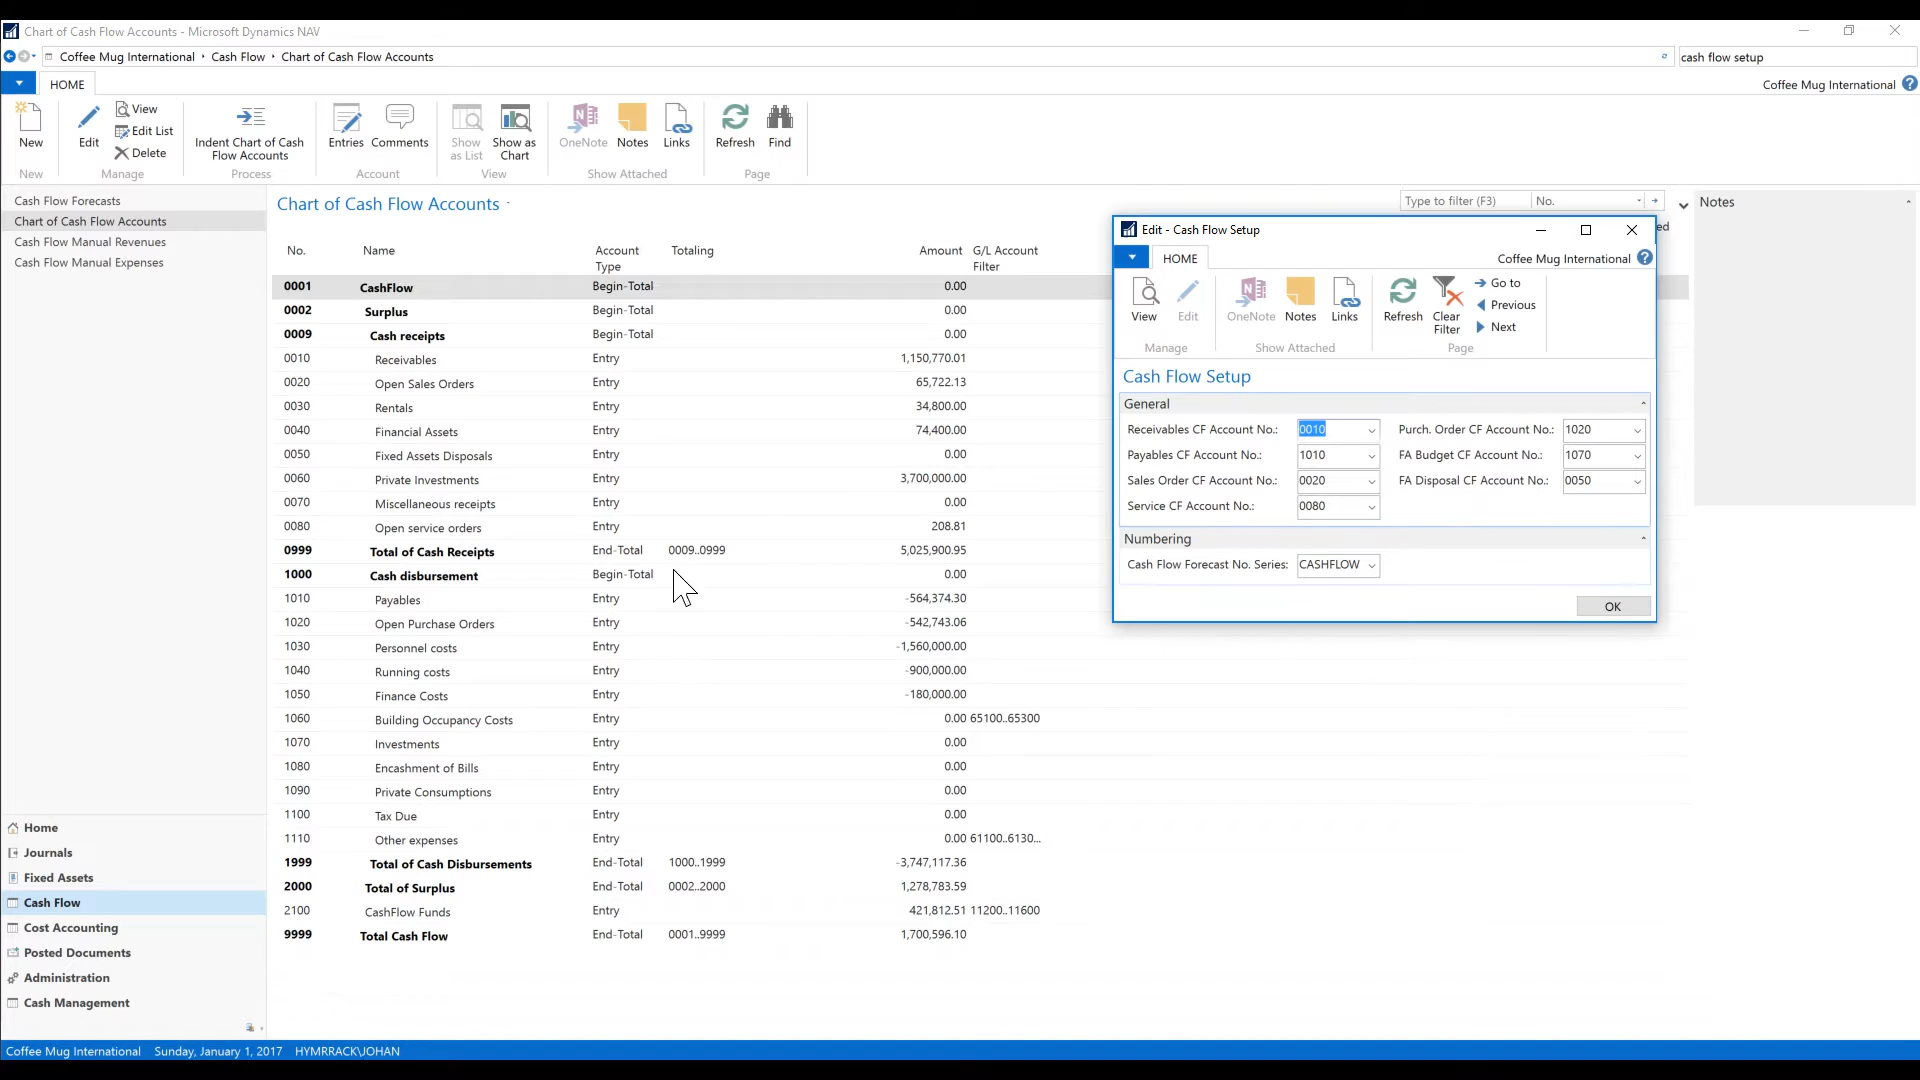 Chart of Cash Flow Accounts - Microsoft Dynamics NAV
Coffee Mug International › Cash Flow › Chart of Cash Flow Accounts
cash flow setup
HOME
Coffee Mug International
New
Edit
View
Edit List
Delete
Indent Chart of Cash Flow Accounts
Entries
Comments
Show as List
Show as Chart
OneNote
Notes
Links
Refresh
Find
New
Manage
Process
Account
View
Show Attached
Page
Cash Flow Forecasts
Chart of Cash Flow Accounts
Cash Flow Manual Revenues
Cash Flow Manual Expenses
Chart of Cash Flow Accounts
Type to filter (F3)
No.
Notes
No. Name Account Type Totaling Amount G/L Account Filter
0001 CashFlow Begin-Total 0.00
0002 Surplus Begin-Total 0.00
0009 Cash receipts Begin-Total 0.00
0010 Receivables Entry 1,150,770.01
0020 Open Sales Orders Entry 65,722.13
0030 Rentals Entry 34,800.00
0040 Financial Assets Entry 74,400.00
0050 Fixed Assets Disposals Entry 0.00
0060 Private Investments Entry 3,700,000.00
0070 Miscellaneous receipts Entry 0.00
0080 Open service orders Entry 208.81
0999 Total of Cash Receipts End-Total 0009..0999 5,025,900.95
1000 Cash disbursement Begin-Total 0.00
1010 Payables Entry -564,374.30
1020 Open Purchase Orders Entry -542,743.06
1030 Personnel costs Entry -1,560,000.00
1040 Running costs Entry -900,000.00
1050 Finance Costs Entry -180,000.00
1060 Building Occupancy Costs Entry 0.00 65100..65300
1070 Investments Entry 0.00
1080 Encashment of Bills Entry 0.00
1090 Private Consumptions Entry 0.00
1100 Tax Due Entry 0.00
1110 Other expenses Entry 0.00 61100..6130...
1999 Total of Cash Disbursements End-Total 1000..1999 -3,747,117.36
2000 Total of Surplus End-Total 0002..2000 1,278,783.59
2100 CashFlow Funds Entry 421,812.51 11200..11600
9999 Total Cash Flow End-Total 0001..9999 1,700,596.10
Edit - Cash Flow Setup
HOME
Coffee Mug International
View
Edit
OneNote
Notes
Links
Refresh
Clear Filter
Go to
Previous
Next
Manage
Show Attached
Page
Cash Flow Setup
General
Receivables CF Account No.: 0010 Purch. Order CF Account No.: 1020
Payables CF Account No.: 1010 FA Budget CF Account No.: 1070
Sales Order CF Account No.: 0020 FA Disposal CF Account No.: 0050
Service CF Account No.: 0080
Numbering
Cash Flow Forecast No. Series: CASHFLOW
OK
Home
Journals
Fixed Assets
Cash Flow
Cost Accounting
Posted Documents
Administration
Cash Management
Coffee Mug International Sunday, January 1, 2017 HYMRRACK\JOHAN